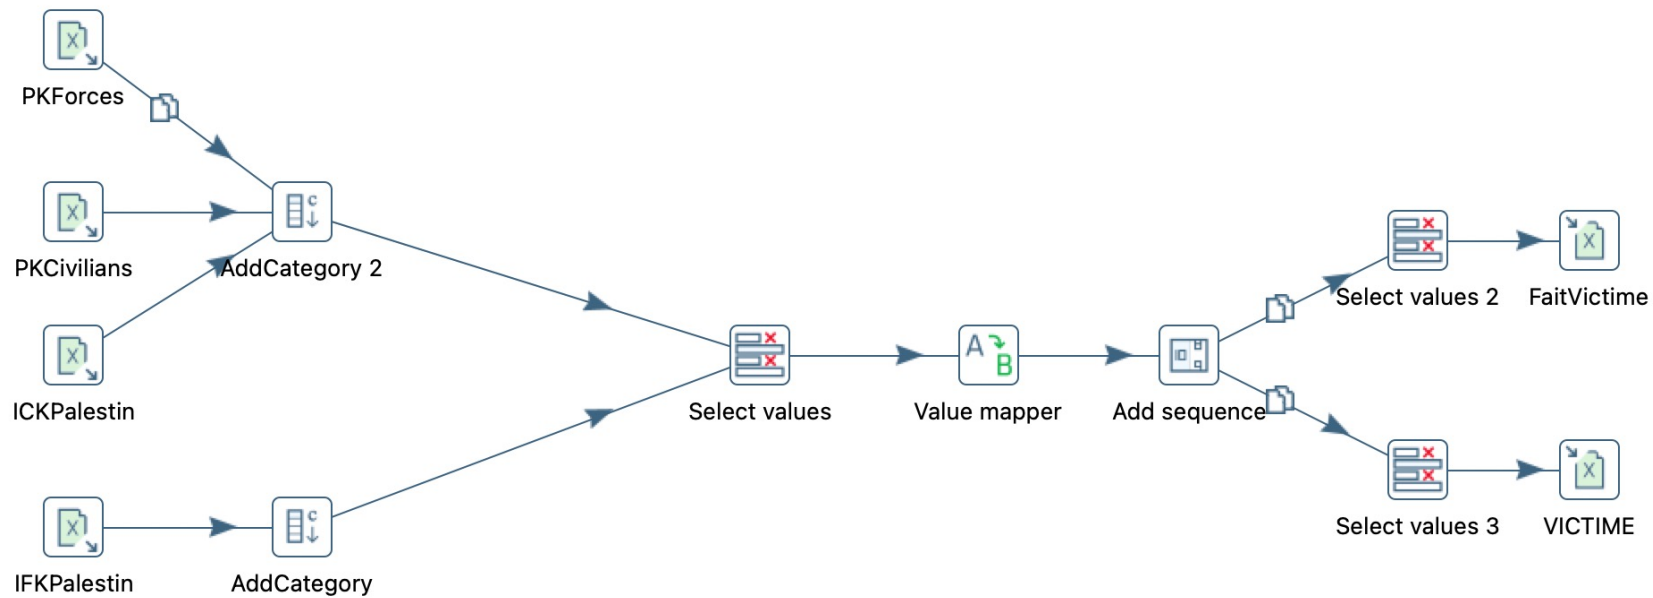 PKForces
PKCivilians
AddCategory 2
ICKPalestin
IFKPalestin
AddCategory
Select values
Value mapper
Add sequence
Select values 2
FaitVictime
Select values 3
VICTIME